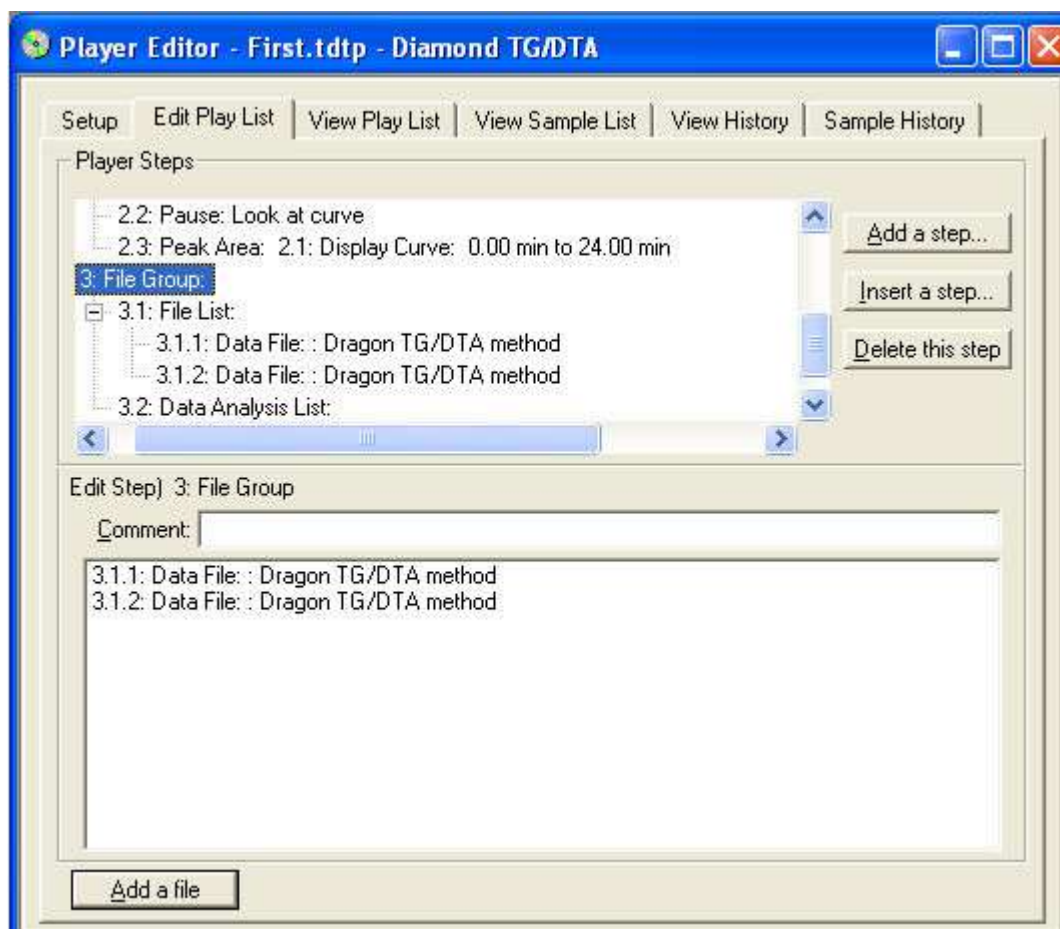 Player Editor - First.tdtp - Diamond TG/DTA
Setup Edit Play List View Play List View Sample List View History Sample History
Player Steps
2.2: Pause: Look at curve
2.3: Peak Area: 2.1: Display Curve: 0.00 min to 24.00 min
3: File Group:
3.1: File List:
3.1.1: Data File: : Dragon TG/DTA method
3.1.2: Data File: : Dragon TG/DTA method
3.2: Data Analysis List:
Add a step...
Insert a step...
Delete this step
Edit Step) 3: File Group
Comment:
3.1.1: Data File: : Dragon TG/DTA method
3.1.2: Data File: : Dragon TG/DTA method
Add a file